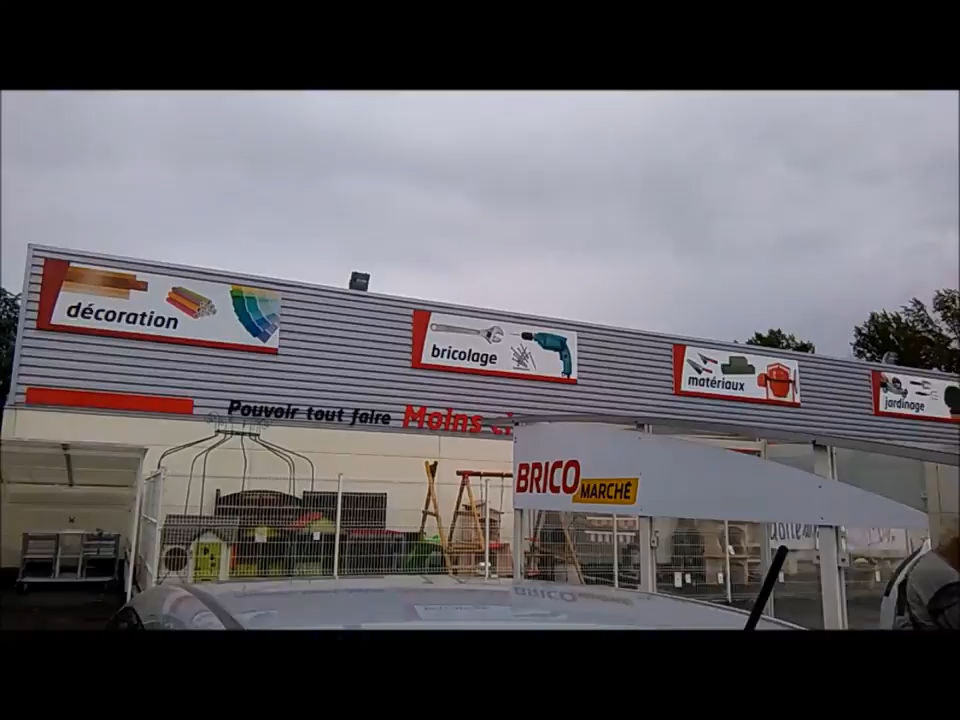 décoration
bricolage
matériaux
jardinage
Pouvoir tout faire Moins
BRICO
MARCHÉ